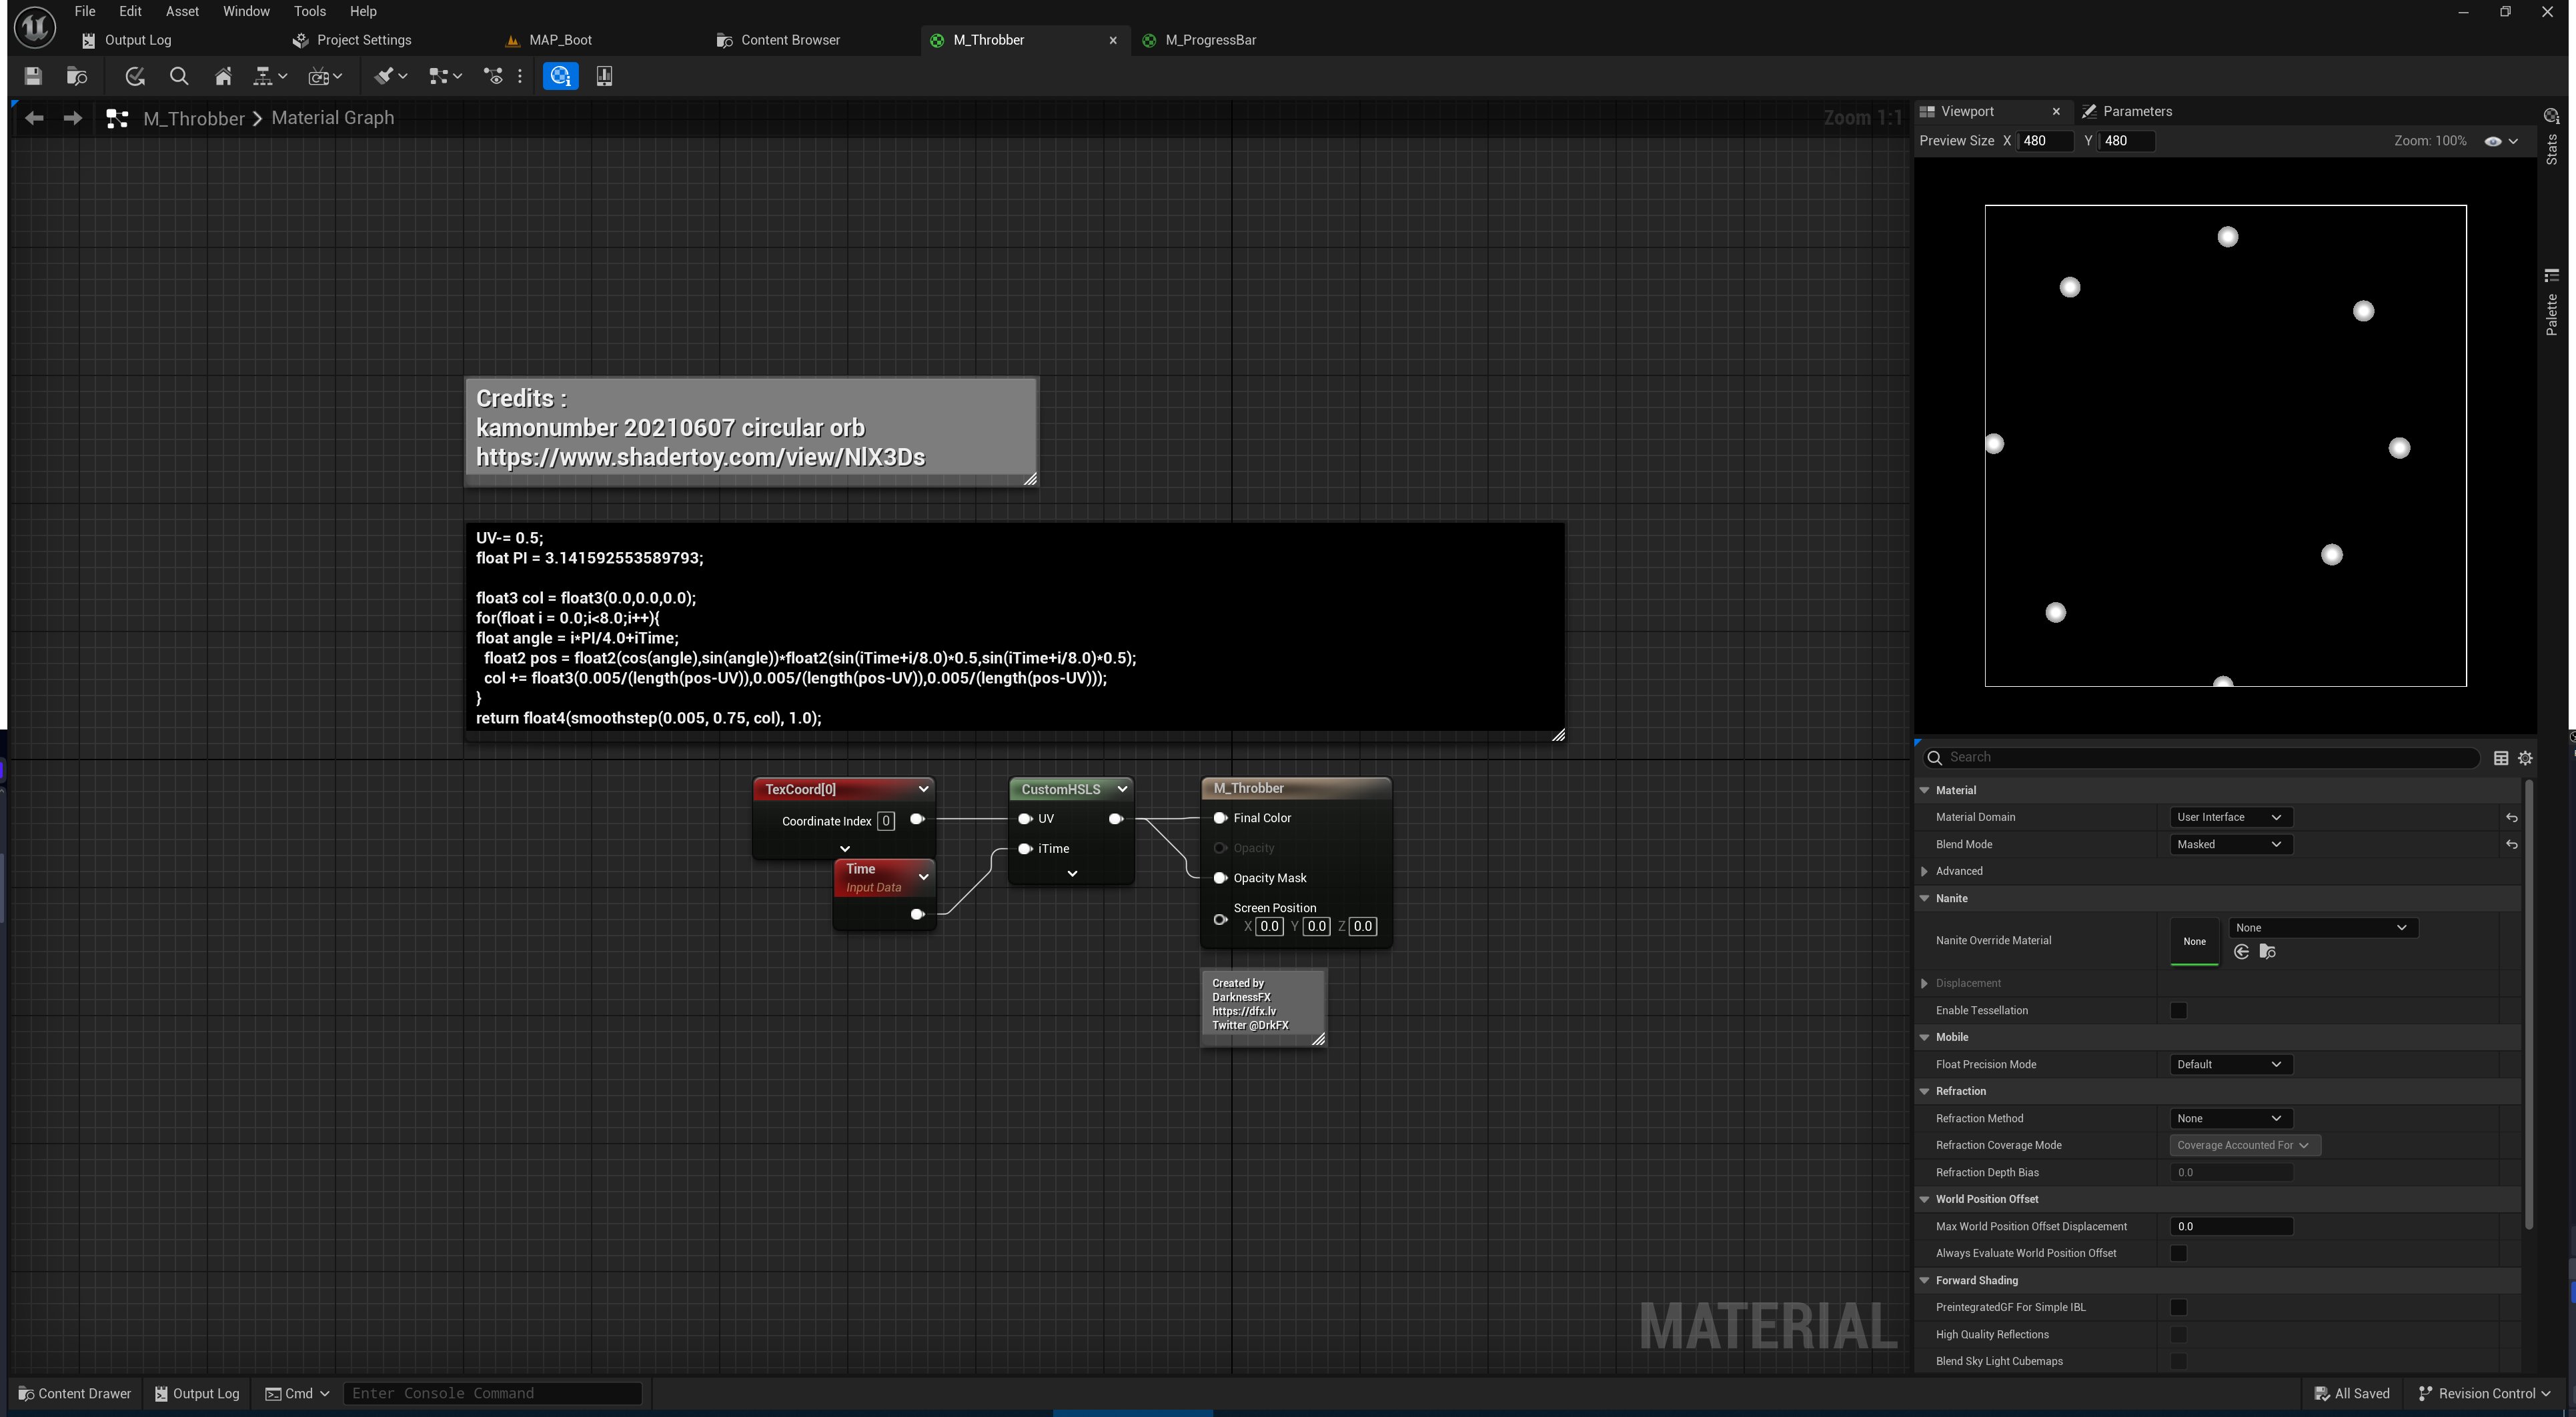 File Edit Asset Window Tools Help
Output Log Project Settings MAP_Boot Content Browser M_Throbber M_ProgressBar
M_Throbber > Material Graph
Zoom 1:1
Credits :
kamonumber 20210607 circular orb
https://www.shadertoy.com/view/NlX3Ds
UV-= 0.5;
float PI = 3.141592553589793;
float3 col = float3(0.0,0.0,0.0);
for(float i = 0.0;i<8.0;i++){
float angle = i*PI/4.0+iTime;
float2 pos = float2(cos(angle),sin(angle))*float2(sin(iTime+i/8.0)*0.5,sin(iTime+i/8.0)*0.5);
col += float3(0.005/(length(pos-UV)),0.005/(length(pos-UV)),0.005/(length(pos-UV)));
}
return float4(smoothstep(0.005, 0.75, col), 1.0);
TexCoord[0]
Coordinate Index 0
Time
Input Data
CustomHSLS
UV
iTime
M_Throbber
Final Color
Opacity
Opacity Mask
Screen Position
X 0.0 Y 0.0 Z 0.0
Created by
DarknessFX
https://dfx.lv
Twitter @DrkFX
MATERIAL
Viewport Parameters
Preview Size X 480 Y 480 Zoom: 100%
Stats
Palette
Search
Material
Material Domain User Interface
Blend Mode Masked
Advanced
Nanite
Nanite Override Material None None
Displacement
Enable Tessellation
Mobile
Float Precision Mode Default
Refraction
Refraction Method None
Refraction Coverage Mode Coverage Accounted For
Refraction Depth Bias 0.0
World Position Offset
Max World Position Offset Displacement 0.0
Always Evaluate World Position Offset
Forward Shading
PreintegratedGF For Simple IBL
High Quality Reflections
Blend Sky Light Cubemaps
Content Drawer Output Log Cmd Enter Console Command All Saved Revision Control